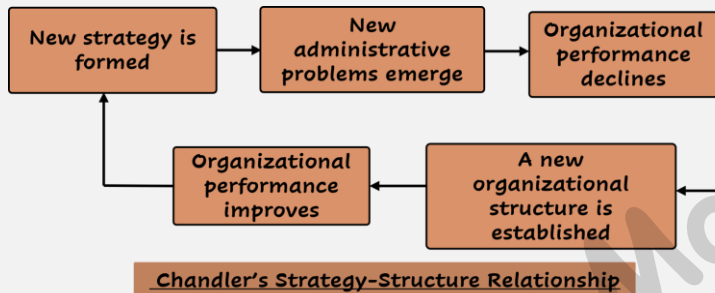 New strategy is
formed
New
administrative
problems emerge
Organizational
performance
declines
Organizational
performance
improves
A new
organizational
structure is
established
Chandler's Strategy-Structure Relationship